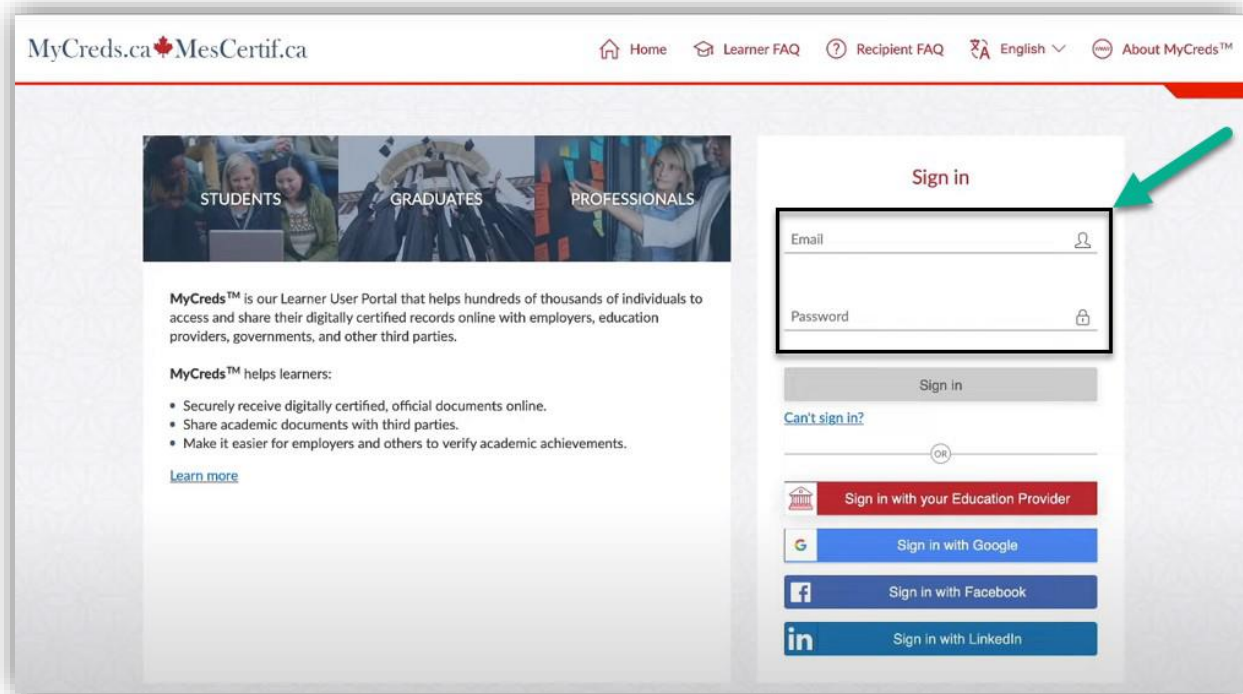 MyCreds.ca MesCertif.ca
Home
Learner FAQ
Recipient FAQ
English
About MyCreds™
STUDENTS
GRADUATES
PROFESSIONALS
MyCreds™ is our Learner User Portal that helps hundreds of thousands of individuals to
access and share their digitally certified records online with employers, education
providers, governments, and other third parties.
MyCreds™ helps learners:
• Securely receive digitally certified, official documents online.
• Share academic documents with third parties.
• Make it easier for employers and others to verify academic achievements.
Learn more
Sign in
Email
Password
Sign in
Can't sign in?
OR
Sign in with your Education Provider
G Sign in with Google
f Sign in with Facebook
in Sign in with LinkedIn